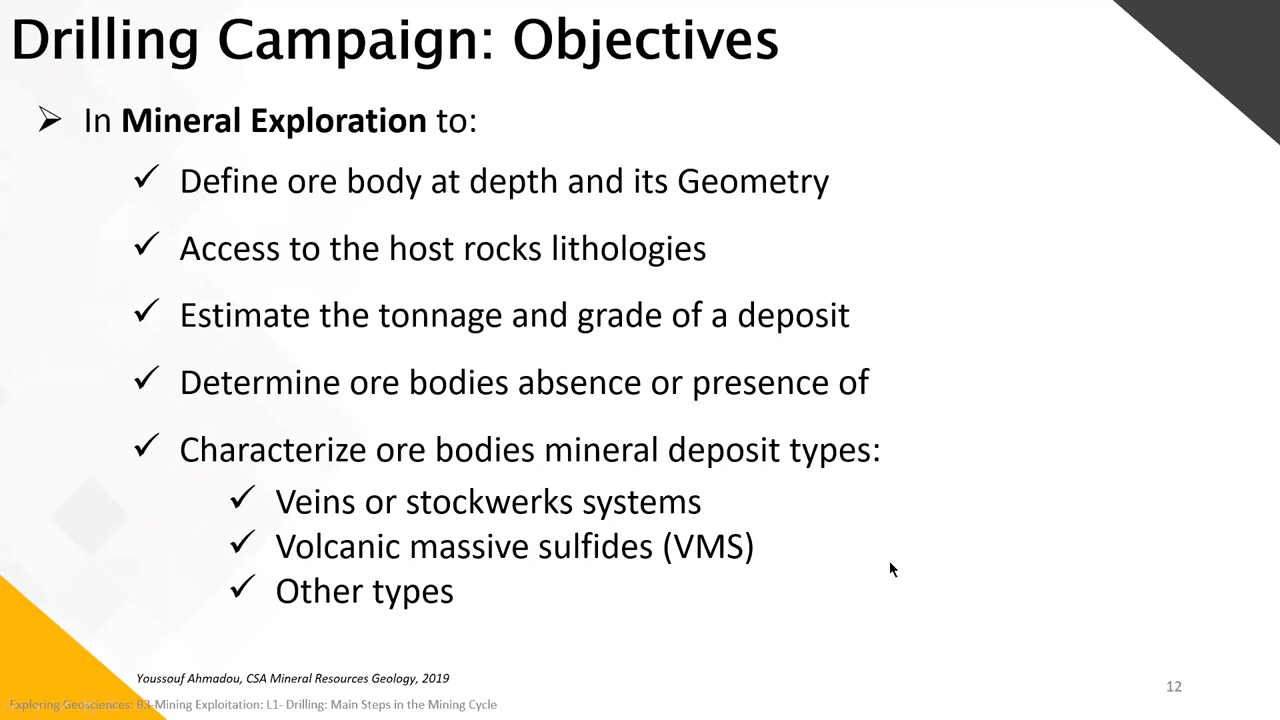 Drilling Campaign: Objectives
➢ In Mineral Exploration to:
✓ Define ore body at depth and its Geometry
✓ Access to the host rocks lithologies
✓ Estimate the tonnage and grade of a deposit
✓ Determine ore bodies absence or presence of
✓ Characterize ore bodies mineral deposit types:
✓ Veins or stockwerks systems
✓ Volcanic massive sulfides (VMS)
✓ Other types
Youssouf Ahmadou, CSA Mineral Resources Geology, 2019
12
Exploring Geosciences: B3-Mining Exploitation: L1- Drilling: Main Steps in the Mining Cycle